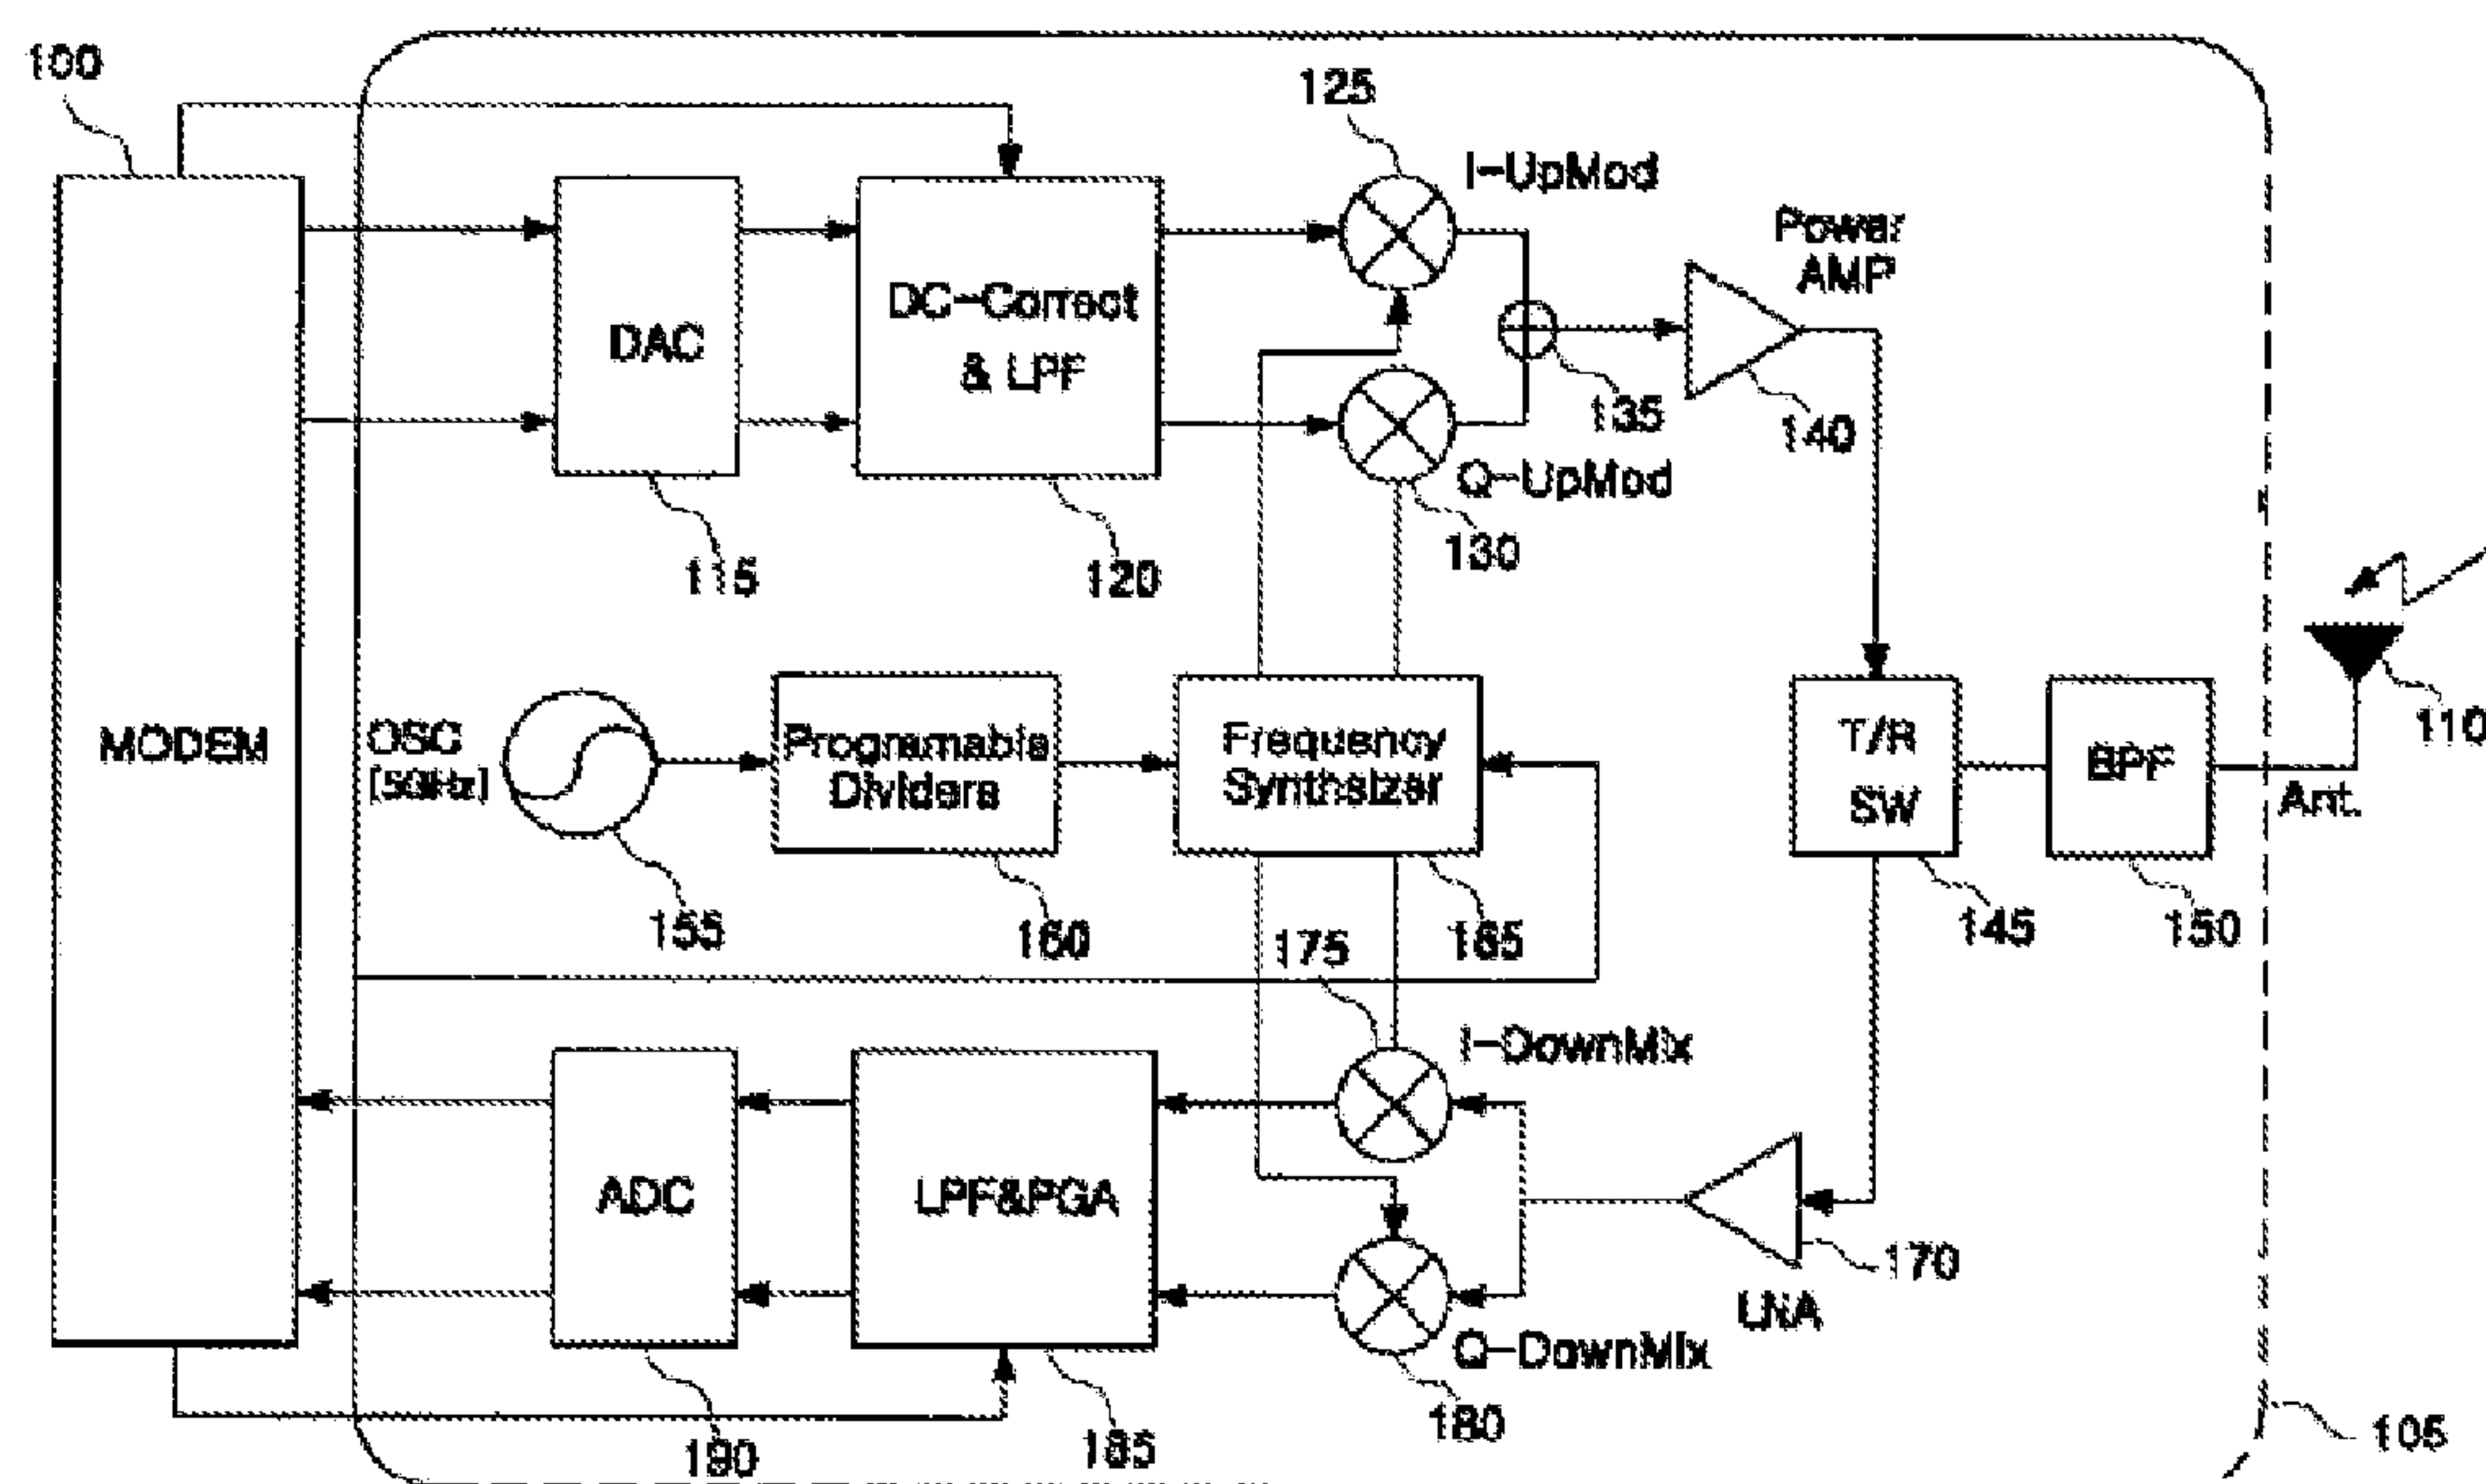 100
125
I-UpMod
Power
AMP
DAC
DC-Correct
& LPF
135
140
Q-UpMod
115
120
130
MODEM
OSC
[5GHz]
Programable
Dividers
Frequency
Synthsizer
T/R
SW
BPF
110
Ant.
155
160
175
165
145
150
I-DownMix
ADC
LPF&PGA
170
LNA
Q-DownMix
190
185
180
105